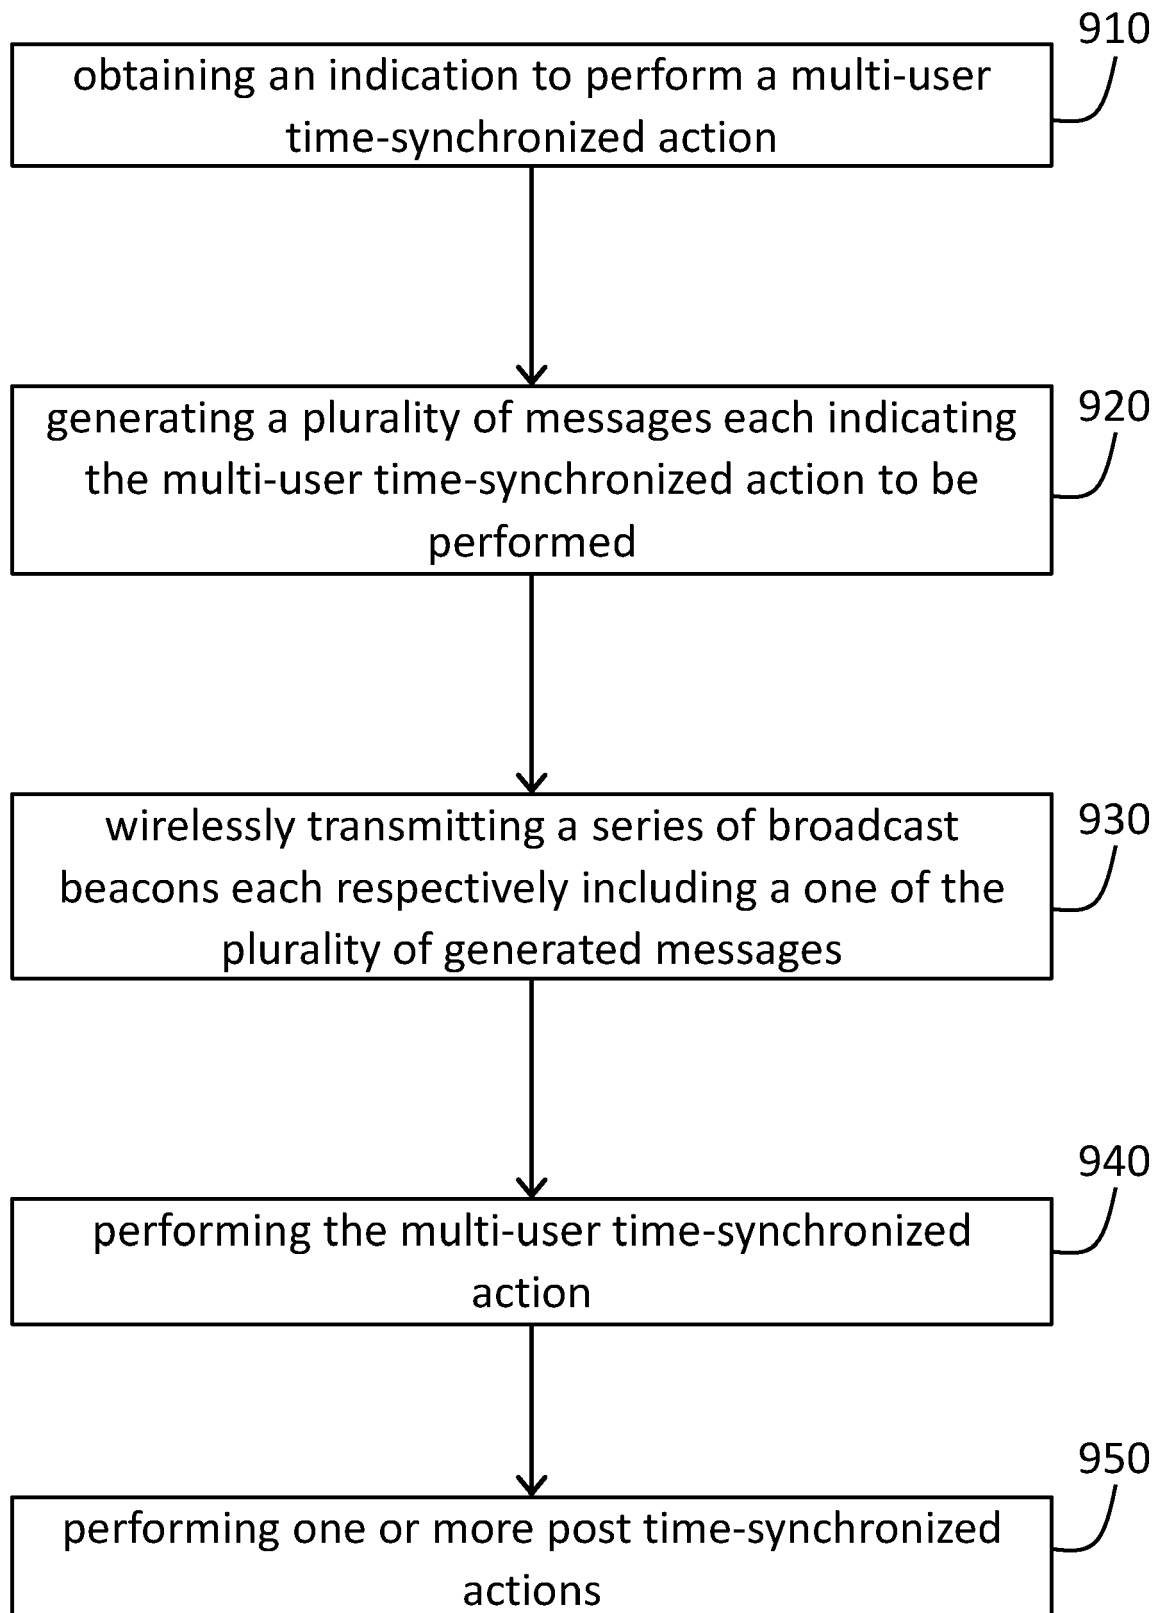 910
obtaining an indication to perform a multi-user
time-synchronized action
920
generating a plurality of messages each indicating
the multi-user time-synchronized action to be
performed
930
wirelessly transmitting a series of broadcast
beacons each respectively including a one of the
plurality of generated messages
940
performing the multi-user time-synchronized
action
950
performing one or more post time-synchronized
actions